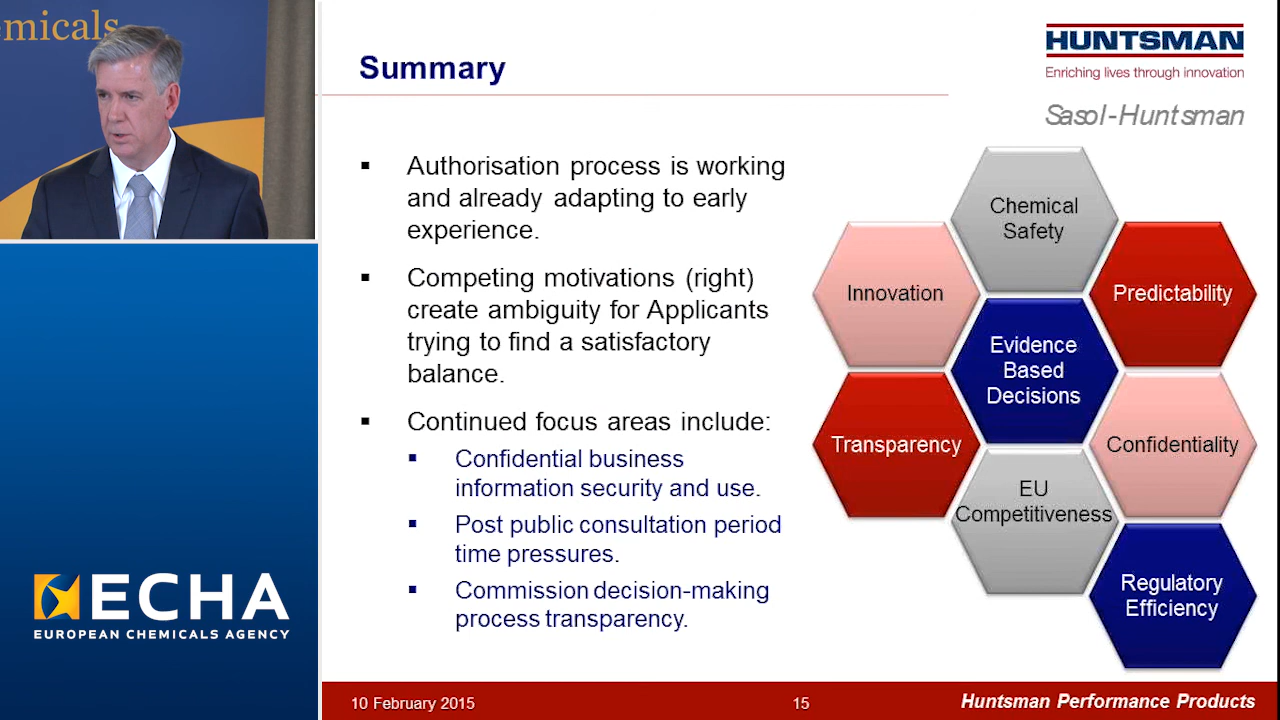 Summary
HUNTSMAN
Enriching lives through innovation
Sasol-Huntsman
▪ Authorisation process is working
and already adapting to early
experience.
▪ Competing motivations (right)
create ambiguity for Applicants
trying to find a satisfactory
balance.
▪ Continued focus areas include:
▪ Confidential business
information security and use.
▪ Post public consultation period
time pressures.
▪ Commission decision-making
process transparency.
Chemical
Safety
Innovation
Predictability
Evidence
Based
Decisions
Transparency
Confidentiality
EU
Competitiveness
Regulatory
Efficiency
ECHA
EUROPEAN CHEMICALS AGENCY
10 February 2015
15
Huntsman Performance Products